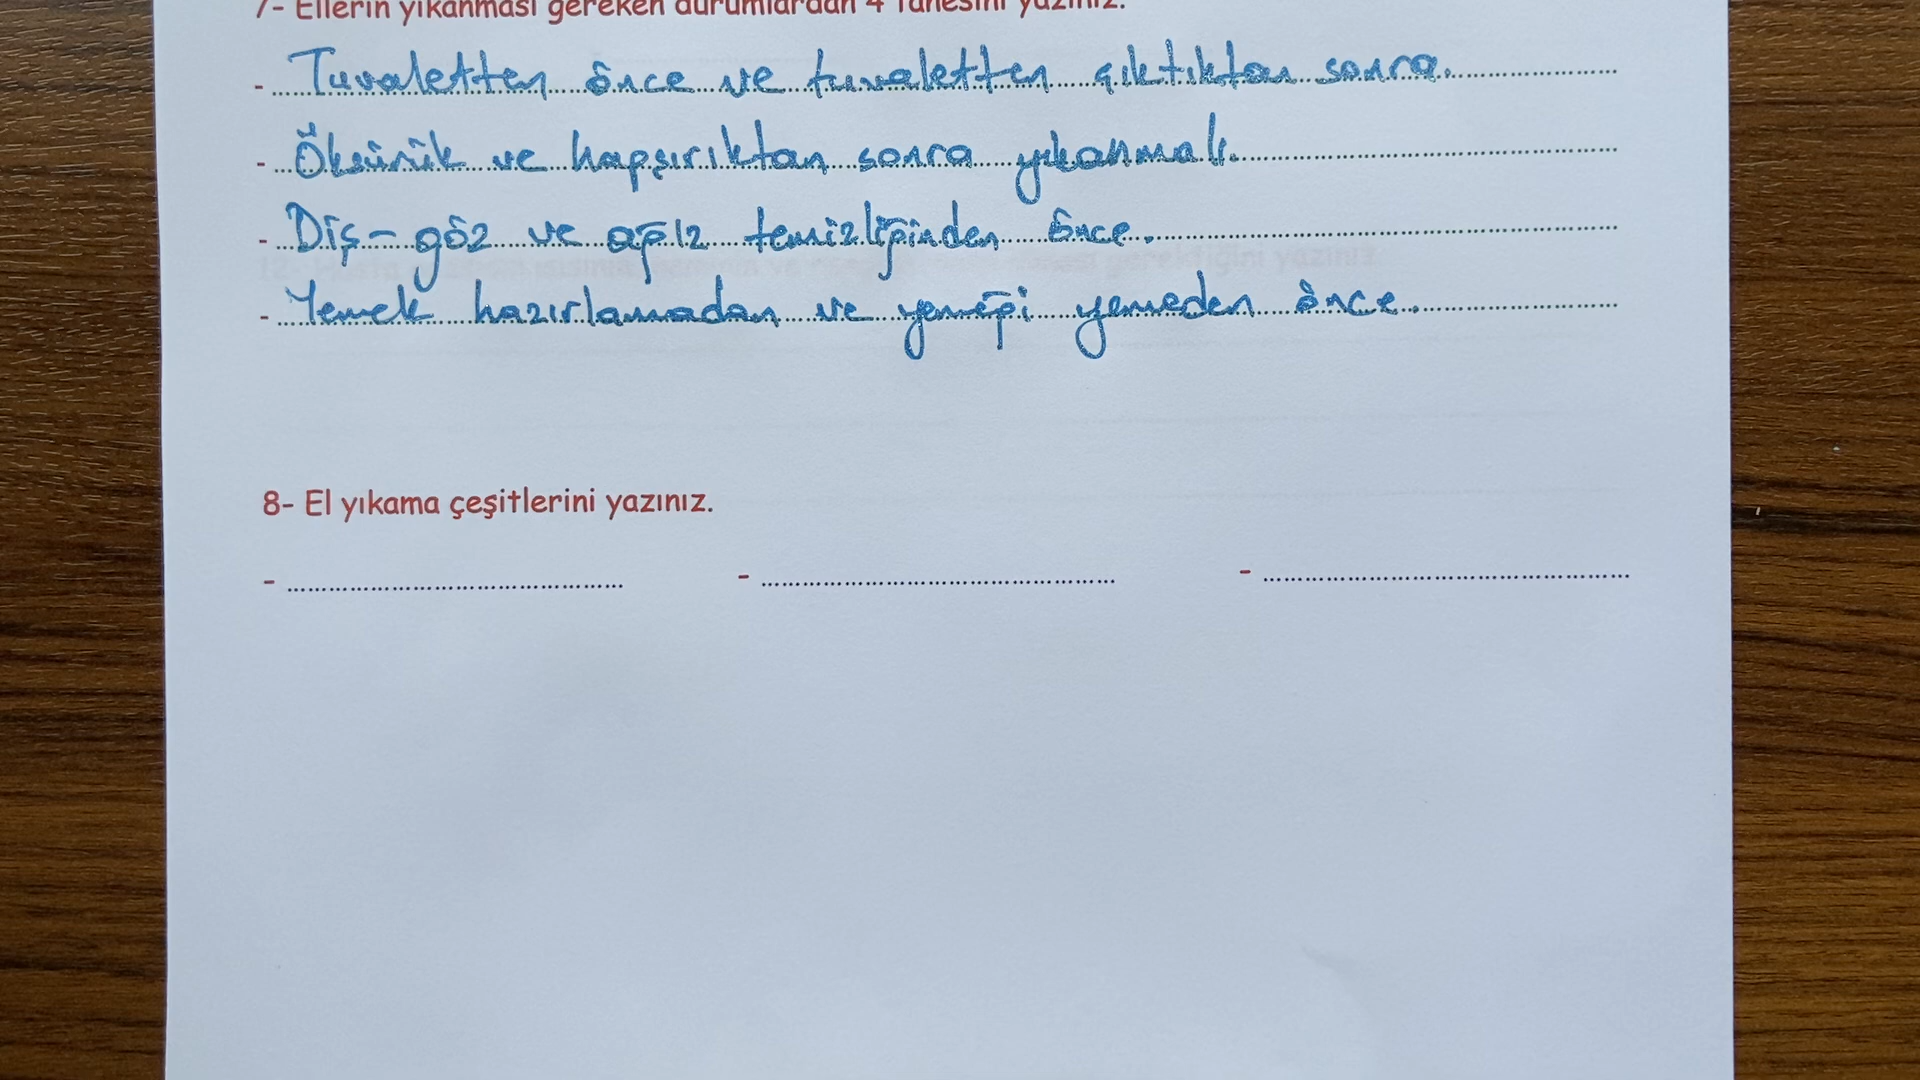 7- Ellerin yıkanması gereken durumlardan 4 tanesini yazınız.
- Tuvaletten önce ve tuvaletten çıktıktan sonra.
- Öksürük ve hapşırıktan sonra yıkanmalı.
- Diş-göz ve ağız temizliğinden önce.
- Yemek hazırlamadan ve yemeği yemeden önce.
8- El yıkama çeşitlerini yazınız.
- ........................................ - ........................................ - ........................................